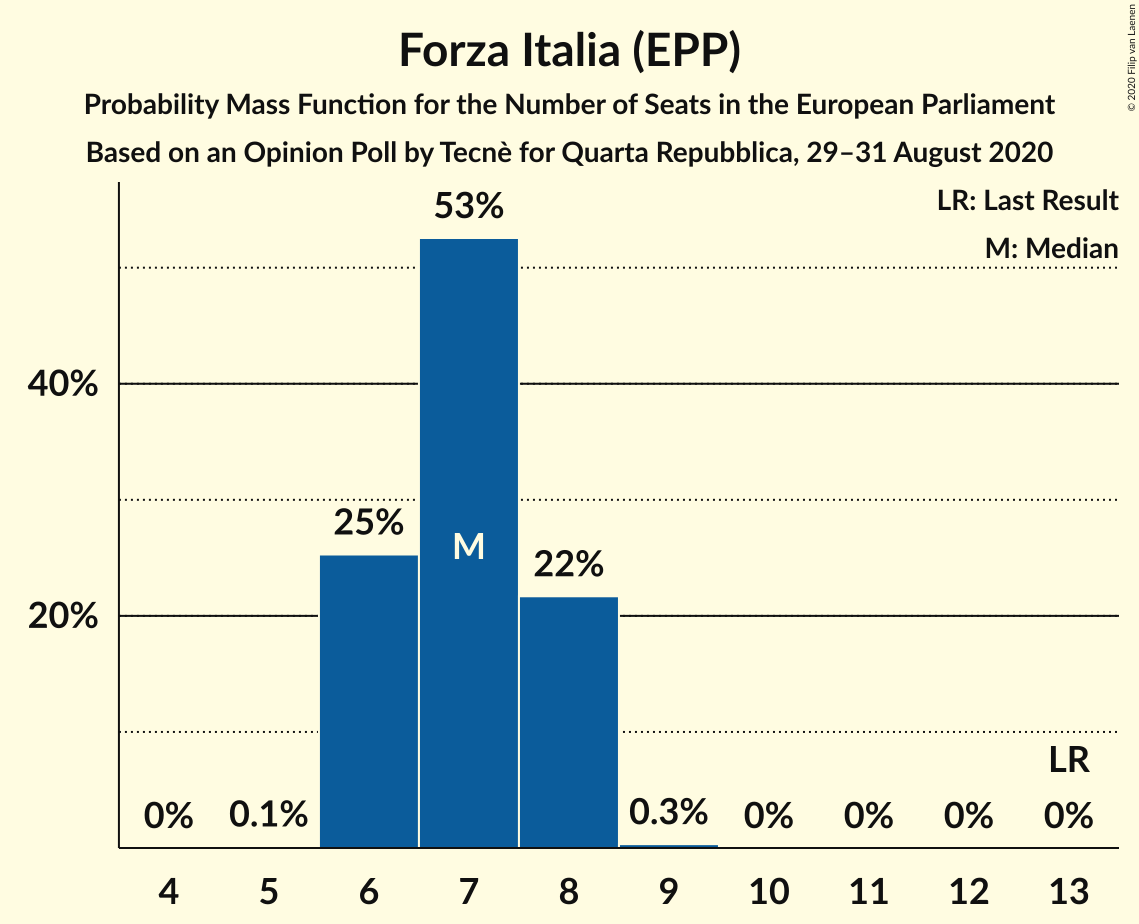 Forza Italia (EPP)
Probability Mass Function for the Number of Seats in the European Parliament
Based on an Opinion Poll by Tecnè for Quarta Repubblica, 29–31 August 2020
© 2020 Filip van Laenen
LR: Last Result
M: Median
53%
40%
25%
M
22%
20%
LR
0%
0.1%
0.3%
0%
0%
0%
0%
4 5 6 7 8 9 10 11 12 13